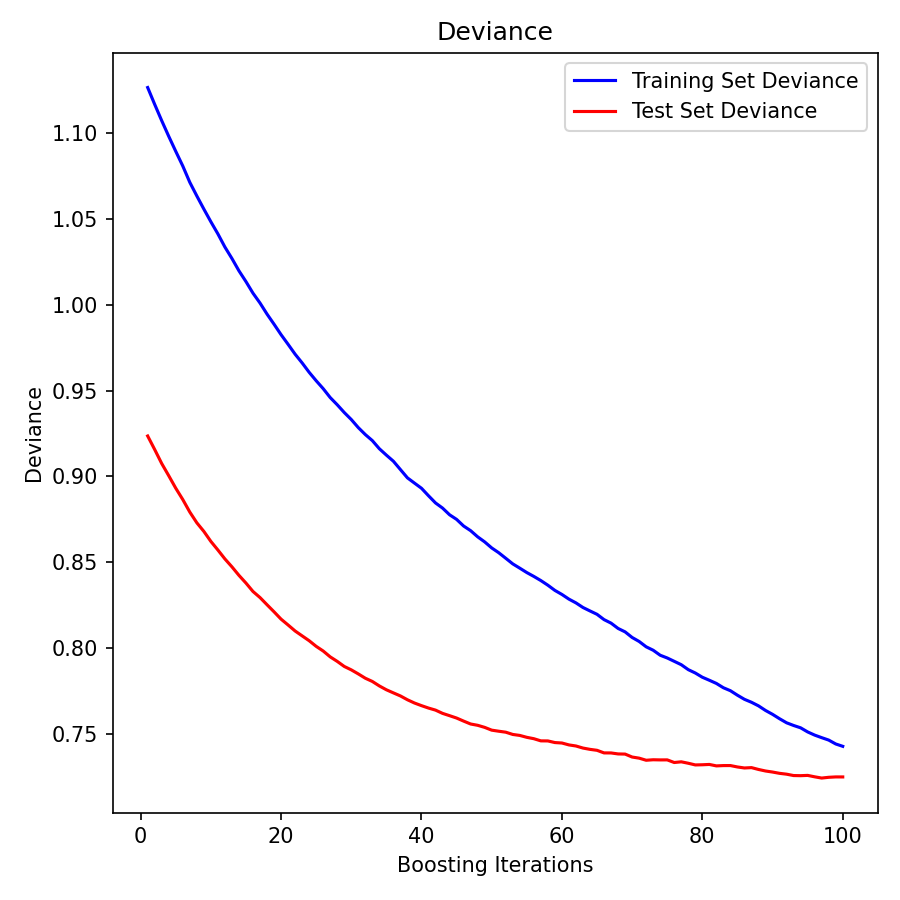 Deviance
Training Set Deviance
Test Set Deviance
1.10
1.05
1.00
0.95
0.90
0.85
0.80
0.75
Deviance
0 20 40 60 80 100
Boosting Iterations